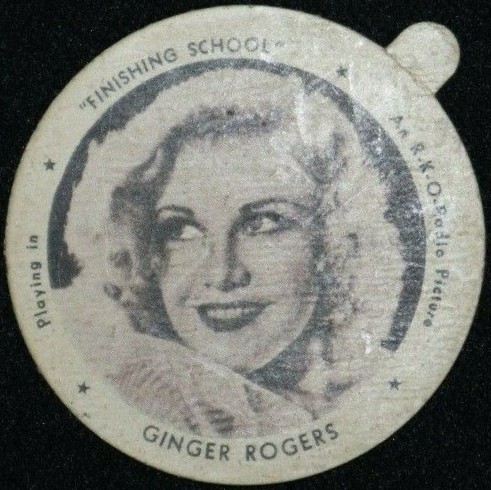 Playing in
"FINISHING SCHOOL"
An R-K-O-Radio Picture
GINGER ROGERS